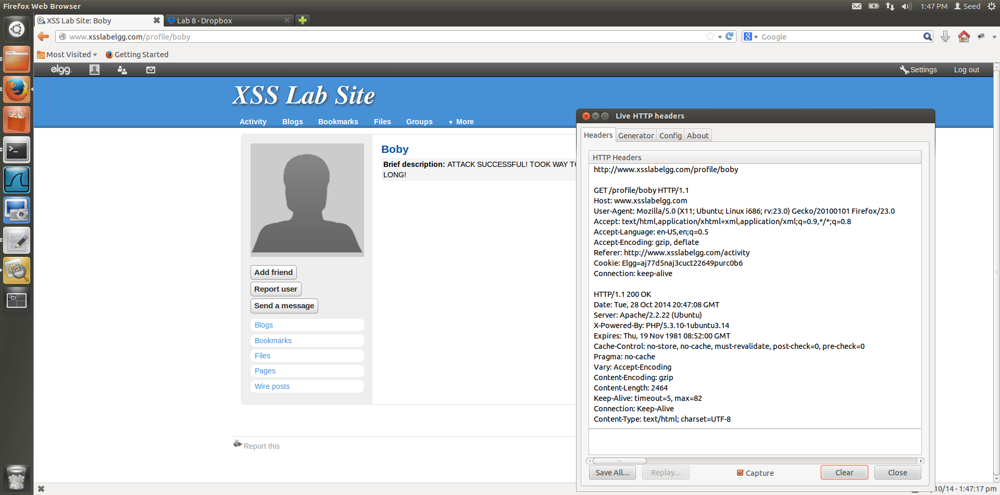 Firefox Web Browser
1:47 PM Seed
XSS Lab Site: Boby
Lab 8 - Dropbox
www.xsslabelgg.com/profile/boby
Google
Most Visited
Getting Started
elgg
Settings
Log out
XSS Lab Site
Activity
Blogs
Bookmarks
Files
Groups
▼ More
Boby
Brief description: ATTACK SUCCESSFUL! TOOK WAY
LONG!
Add friend
Report user
Send a message
Blogs
Bookmarks
Files
Pages
Wire posts
Report this
Live HTTP headers
Headers
Generator
Config
About
HTTP Headers
http://www.xsslabelgg.com/profile/boby
GET /profile/boby HTTP/1.1
Host: www.xsslabelgg.com
User-Agent: Mozilla/5.0 (X11; Ubuntu; Linux i686; rv:23.0) Gecko/20100101 Firefox/23.0
Accept: text/html,application/xhtml+xml,application/xml;q=0.9,*/*;q=0.8
Accept-Language: en-US,en;q=0.5
Accept-Encoding: gzip, deflate
Referer: http://www.xsslabelgg.com/activity
Cookie: Elgg=aj77d5naj3cuct22649purc0b6
Connection: keep-alive
HTTP/1.1 200 OK
Date: Tue, 28 Oct 2014 20:47:08 GMT
Server: Apache/2.2.22 (Ubuntu)
X-Powered-By: PHP/5.3.10-1ubuntu3.14
Expires: Thu, 19 Nov 1981 08:52:00 GMT
Cache-Control: no-store, no-cache, must-revalidate, post-check=0, pre-check=0
Pragma: no-cache
Vary: Accept-Encoding
Content-Encoding: gzip
Content-Length: 2464
Keep-Alive: timeout=5, max=82
Connection: Keep-Alive
Content-Type: text/html; charset=UTF-8
Save All...
Replay...
Capture
Clear
Close
10/14 - 1:47:17 pm